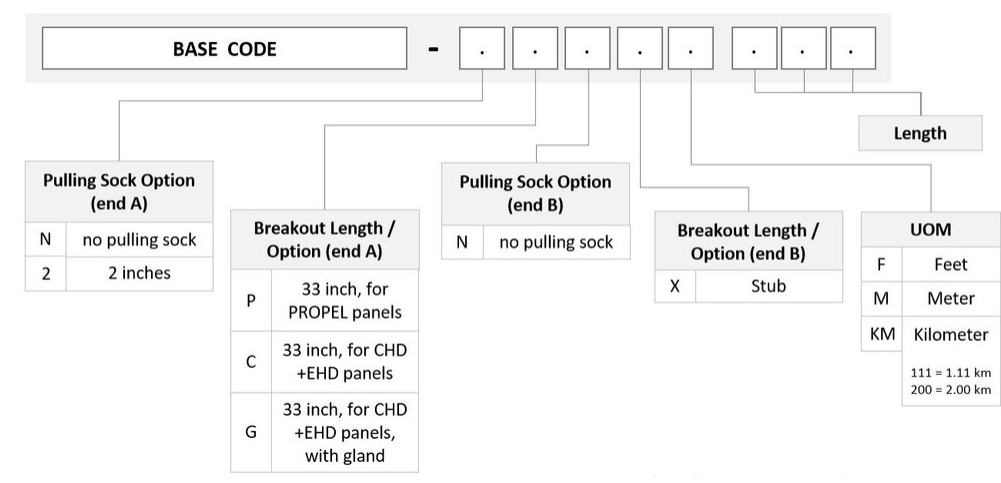 BASE CODE - . . . . . . . .
Length
Pulling Sock Option
(end A)
N no pulling sock
2 2 inches
Breakout Length /
Option (end A)
P 33 inch, for
PROPEL panels
C 33 inch, for CHD
+EHD panels
G 33 inch, for CHD
+EHD panels,
with gland
Pulling Sock Option
(end B)
N no pulling sock
Breakout Length /
Option (end B)
X Stub
UOM
F Feet
M Meter
KM Kilometer
111 = 1.11 km
200 = 2.00 km